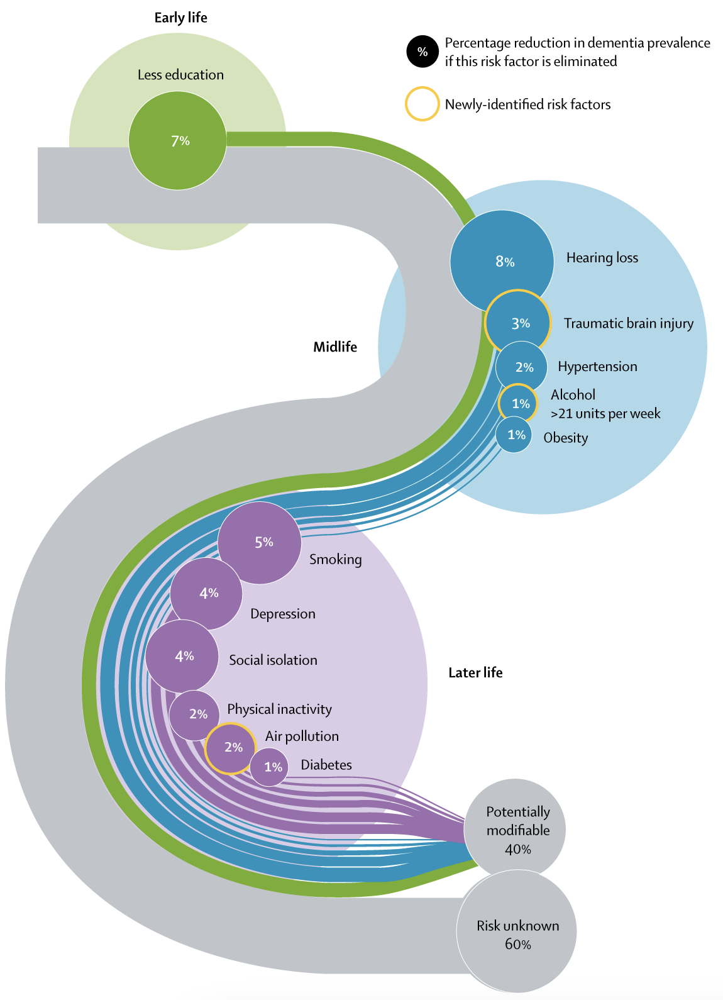 Early life
%
Percentage reduction in dementia prevalence
if this risk factor is eliminated
Newly-identified risk factors
Less education
7%
8%
Hearing loss
3%
Traumatic brain injury
Midlife
2%
Hypertension
1%
Alcohol
>21 units per week
1%
Obesity
5%
Smoking
4%
Depression
4%
Social isolation
Later life
2%
Physical inactivity
2%
Air pollution
1%
Diabetes
Potentially
modifiable
40%
Risk unknown
60%